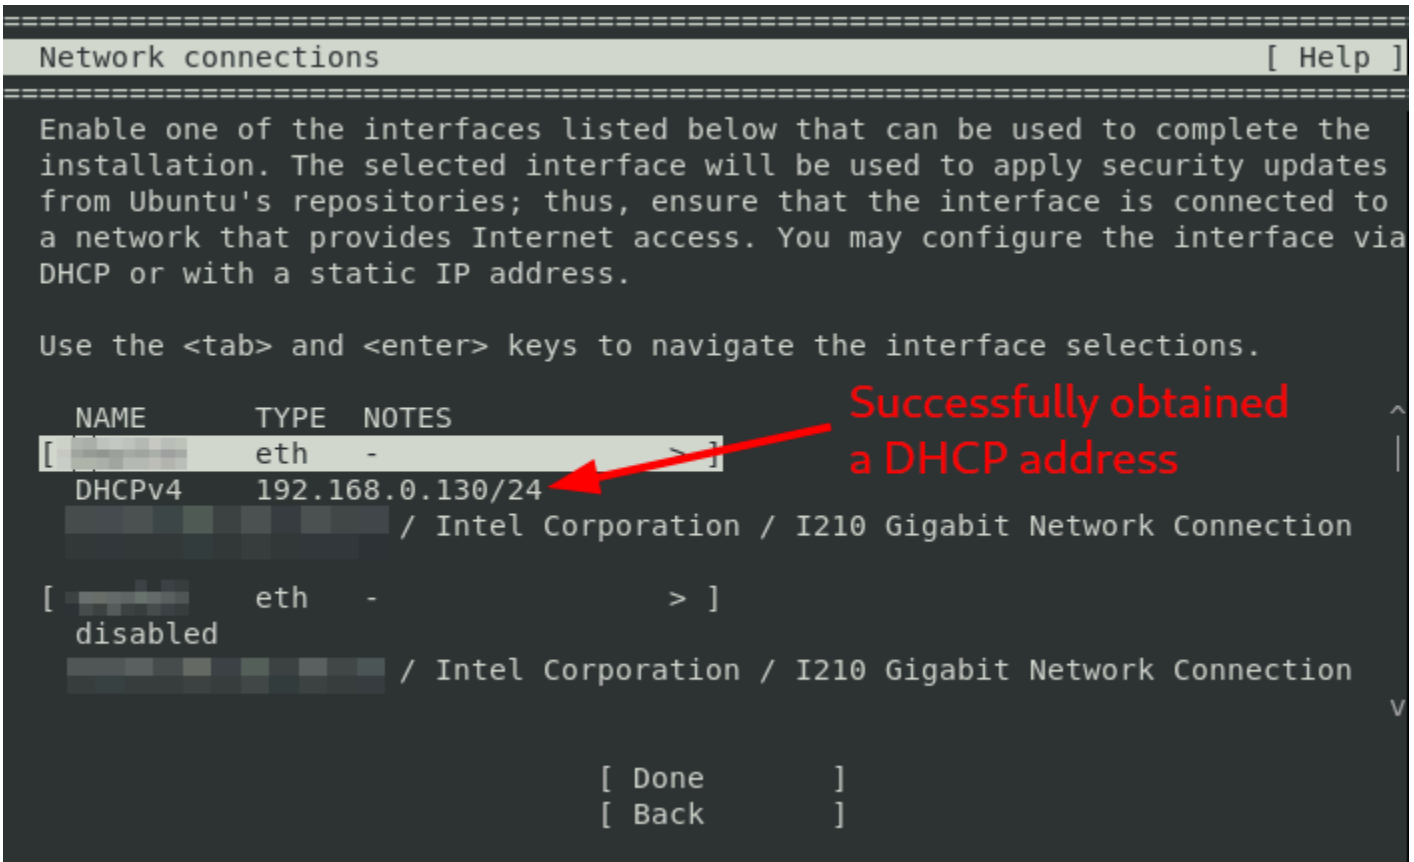 Network connections [ Help ]
Enable one of the interfaces listed below that can be used to complete the
installation. The selected interface will be used to apply security updates
from Ubuntu's repositories; thus, ensure that the interface is connected to
a network that provides Internet access. You may configure the interface via
DHCP or with a static IP address.
Use the <tab> and <enter> keys to navigate the interface selections.
Successfully obtained
a DHCP address
NAME TYPE NOTES
[ eth - > ]
DHCPv4 192.168.0.130/24
/ Intel Corporation / I210 Gigabit Network Connection
[ eth - > ]
disabled
/ Intel Corporation / I210 Gigabit Network Connection
[ Done ]
[ Back ]